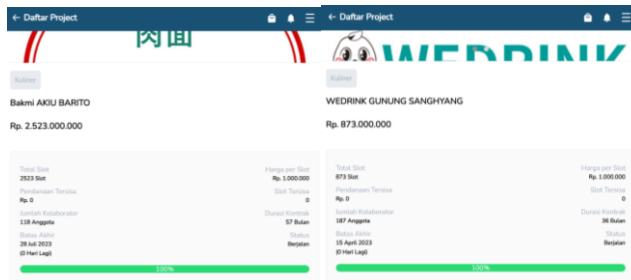 ← Daftar Project
肉面
Kuliner
Bakmi AKIU BARITO
Rp. 2.523.000.000
Total Slot
Harga per Slot
2523 Slot
Rp. 1.000.000
Pendanaan Tersisa
Slot Tersisa
Rp. 0
0
Jumlah Kolaborator
Durasi Kontrak
118 Anggota
57 Bulan
Batas Akhir
Status
28 Juli 2023
Berjalan
(0 Hari Lagi)
100%
← Daftar Project
WEDRINK
Kuliner
WEDRINK GUNUNG SANGHYANG
Rp. 873.000.000
Total Slot
Harga per Slot
873 Slot
Rp. 1.000.000
Pendanaan Tersisa
Slot Tersisa
Rp. 0
0
Jumlah Kolaborator
Durasi Kontrak
187 Anggota
36 Bulan
Batas Akhir
Status
15 April 2023
Berjalan
(0 Hari Lagi)
100%